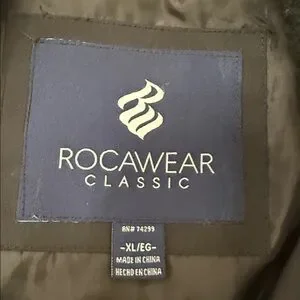 ROCAWEAR
CLASSIC
RN# 74299
-XL/EG-
MADE IN CHINA
HECHO EN CHINA